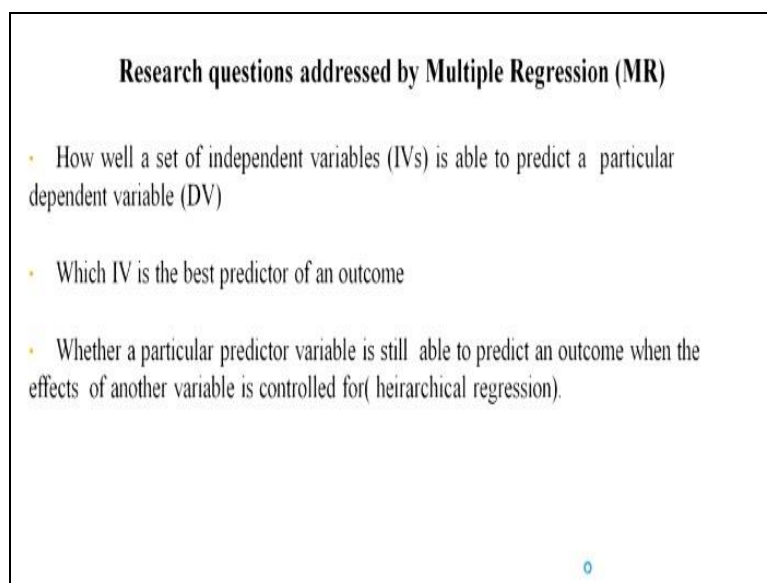 Research questions addressed by Multiple Regression (MR)
• How well a set of independent variables (IVs) is able to predict a particular
dependent variable (DV)
• Which IV is the best predictor of an outcome
• Whether a particular predictor variable is still able to predict an outcome when the
effects of another variable is controlled for( heirarchical regression).